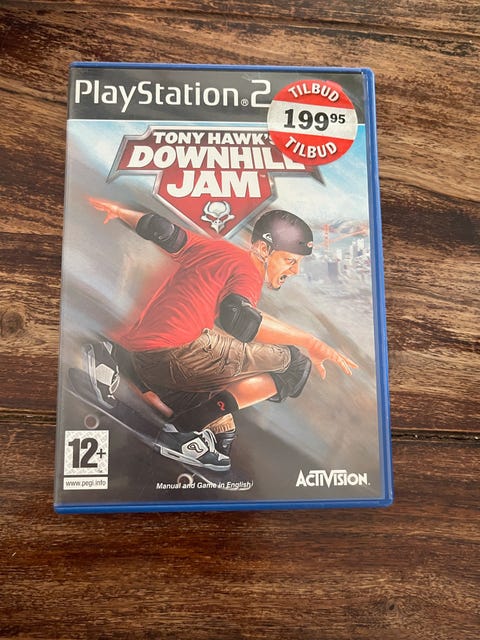 PlayStation®2
TILBUD
199 95
TILBUD
TONY HAWK'S
DOWNHILL
JAM™
12+
www.pegi.info
Manual and Game in English
ACTIVISION.